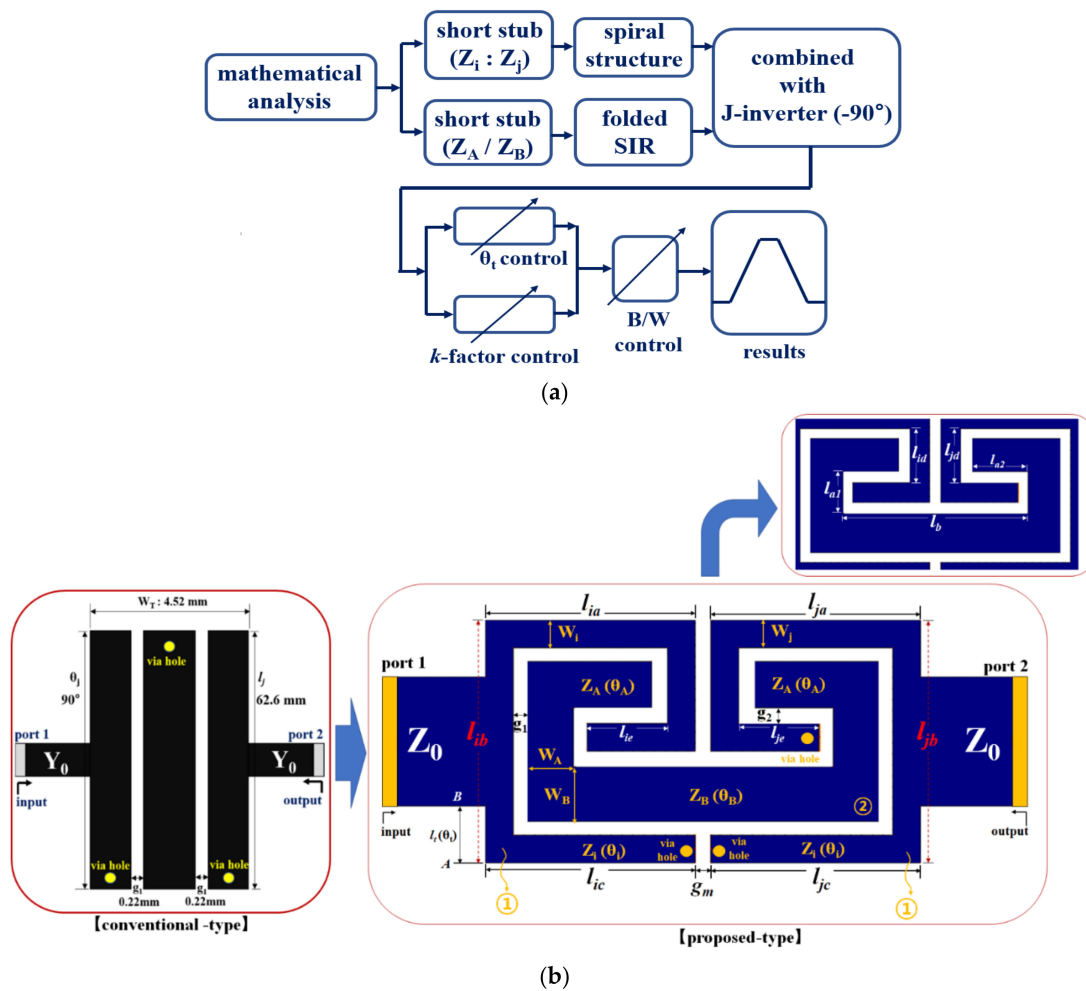 mathematical
analysis
short stub
(Zi : Zj)
spiral
structure
short stub
(ZA / ZB)
folded
SIR
combined
with
J-inverter (-90°)
θt control
k-factor control
B/W
control
results
(a)
lid
ljd
la2
la1
lb
WT : 4.52 mm
via hole
θj
90°
lj
62.6 mm
port 1
port 2
Y0
Y0
input
output
via hole
via hole
g1
0.22mm
g1
0.22mm
【conventional -type】
lia
lja
Wi
Wj
port 1
port 2
ZA (θA)
ZA (θA)
g1
g2
lie
lje
via
hole
Z0
Z0
lib
ljb
WA
WB
ZB (θB)
②
B
lt (θt)
A
input
output
Zi (θi)
via
hole
via
hole
Zi (θi)
lic
gm
ljc
①
①
【proposed-type】
(b)